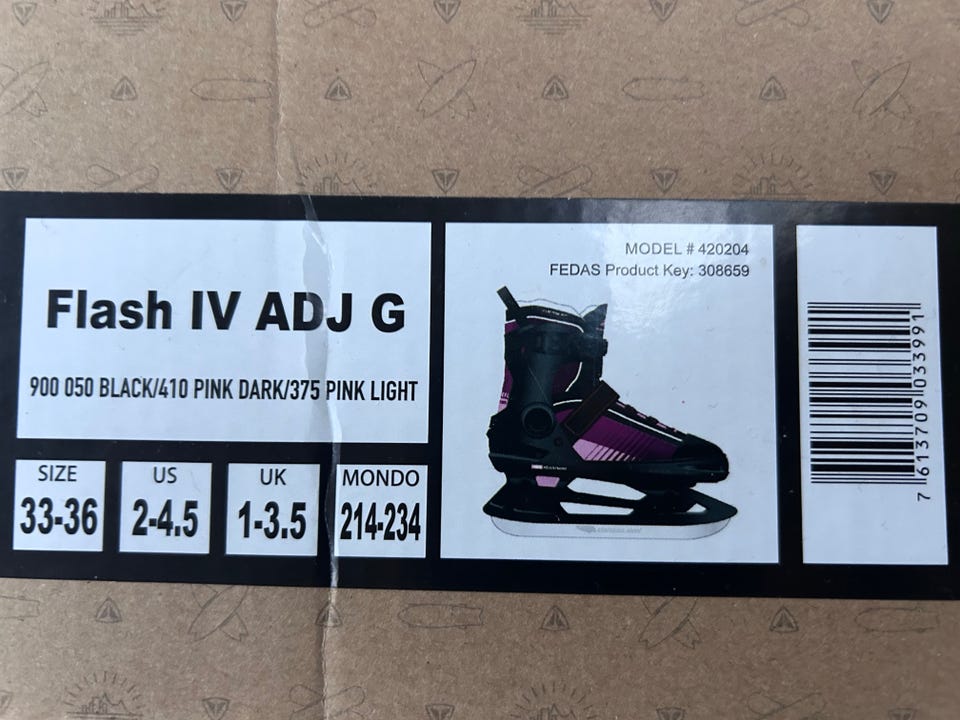 Flash IV ADJ G
900 050 BLACK/410 PINK DARK/375 PINK LIGHT
SIZE
33-36
US
2-4.5
UK
1-3.5
MONDO
214-234
MODEL # 420204
FEDAS Product Key: 308659
7 613709 033991